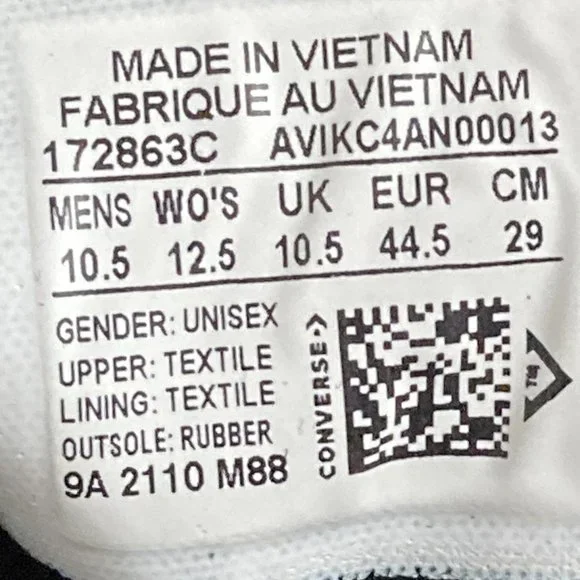 MADE IN VIETNAM
FABRIQUE AU VIETNAM
172863C AVIKC4AN00013
MENS WO'S UK EUR CM
10.5 12.5 10.5 44.5 29
GENDER: UNISEX
UPPER: TEXTILE
LINING: TEXTILE
OUTSOLE: RUBBER
9A 2110 M88
CONVERSE